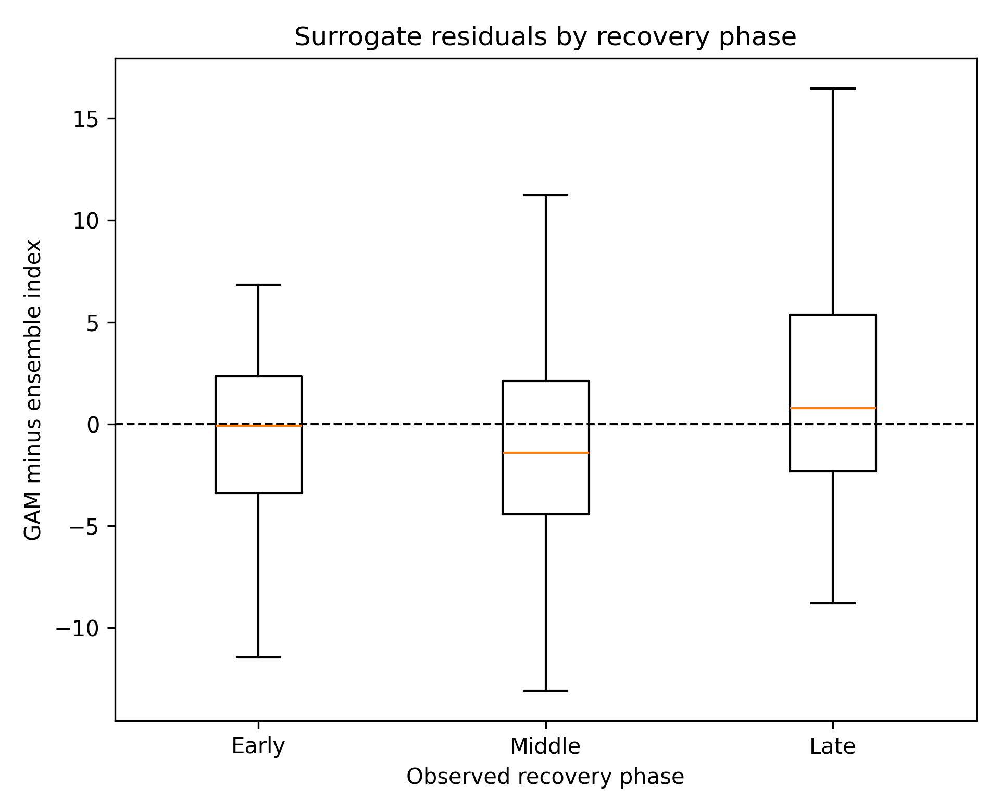 Surrogate residuals by recovery phase
GAM minus ensemble index
15
10
5
0
−5
−10
Early Middle Late
Observed recovery phase